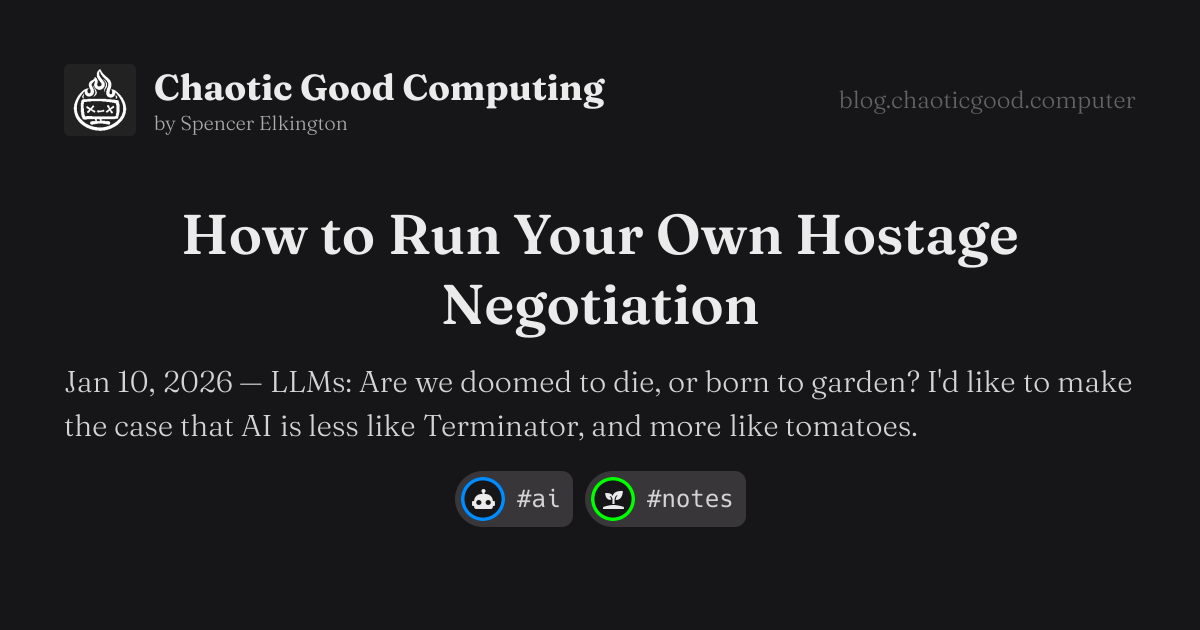 Chaotic Good Computing
by Spencer Elkington
blog.chaoticgood.computer
How to Run Your Own Hostage
Negotiation
Jan 10, 2026 — LLMs: Are we doomed to die, or born to garden? I'd like to make
the case that AI is less like Terminator, and more like tomatoes.
#ai
#notes